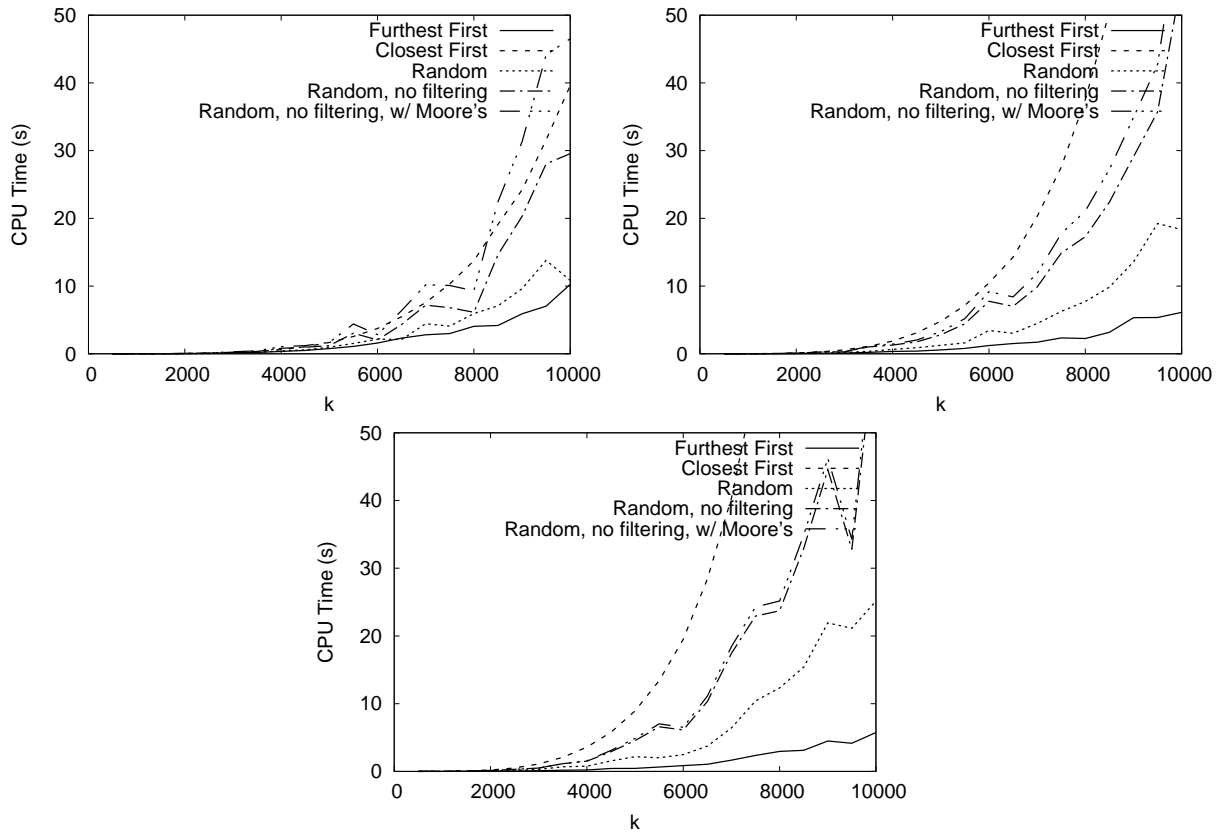 50
40
30
20
10
0
CPU Time (s)
Furthest First
Closest First
Random
Random, no filtering
Random, no filtering, w/ Moore's
0 2000 4000 6000 8000 10000
k
50
40
30
20
10
0
CPU Time (s)
Furthest First
Closest First
Random
Random, no filtering
Random, no filtering, w/ Moore's
0 2000 4000 6000 8000 10000
k
50
40
30
20
10
0
CPU Time (s)
Furthest First
Closest First
Random
Random, no filtering
Random, no filtering, w/ Moore's
0 2000 4000 6000 8000 10000
k